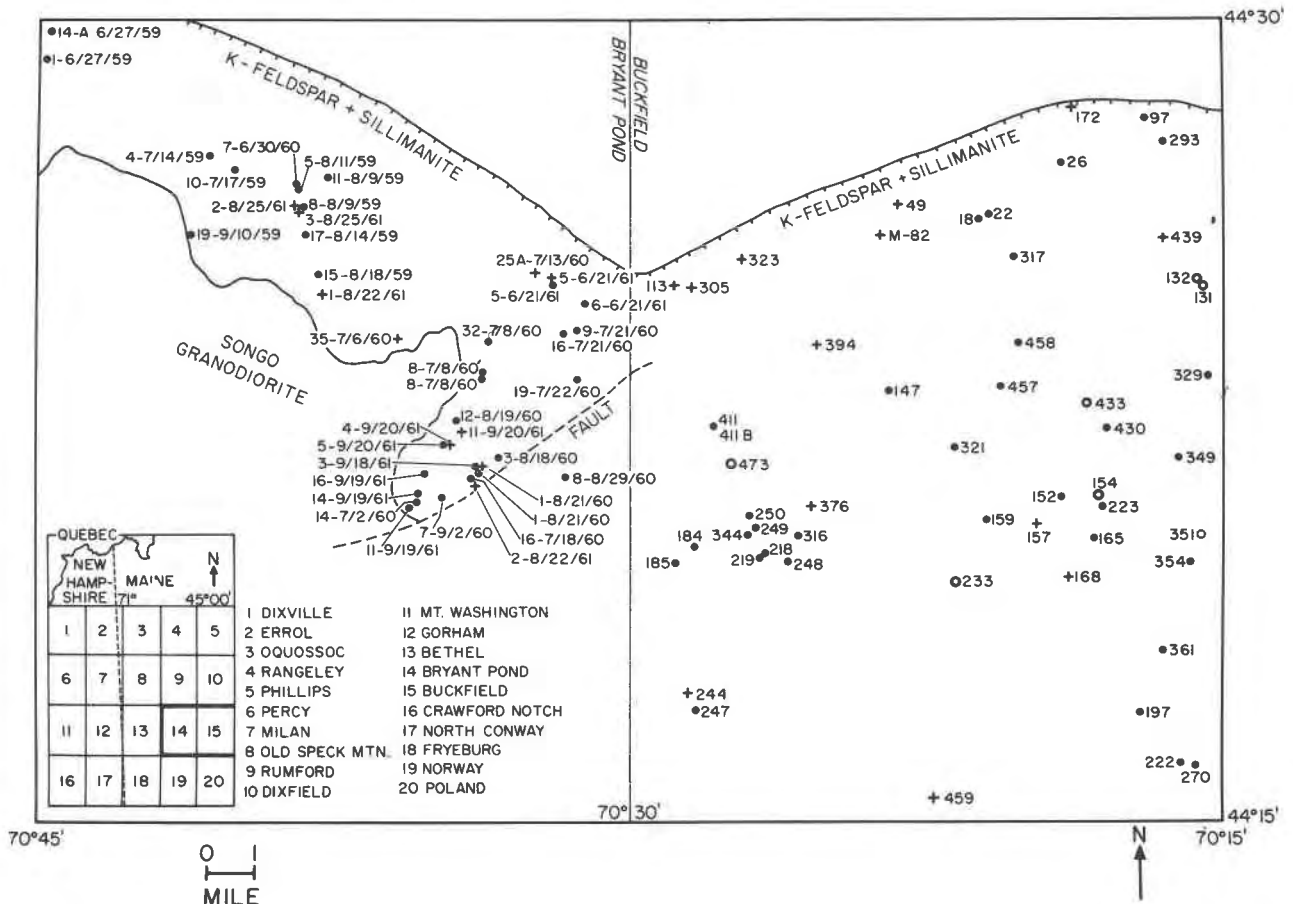 44°30'
14-A 6/27/59
1-6/27/59
K-FELDSPAR + SILLIMANITE
BRYANT POND
BUCKFIELD
K-FELDSPAR + SILLIMANITE
172
97
293
26
4-7/14/59
7-6/30/60
5-8/11/59
10-7/17/59
11-8/9/59
2-8/25/61
8-8/9/59
3-8/25/61
19-9/10/59
17-8/14/59
49
18
22
M-82
439
317
15-8/18/59
1-8/22/61
25A-7/13/60
5-6/21/61
5-6/21/61
6-6/21/61
323
113
305
132
131
35-7/6/60
32-7/8/60
9-7/21/60
16-7/21/60
394
458
SONGO
GRANODIORITE
8-7/8/60
8-7/8/60
19-7/22/60
147
457
329
433
FAULT
12-8/19/60
4-9/20/61
11-9/20/61
5-9/20/61
411
411 B
430
321
3-9/18/61
3-8/18/60
473
349
16-9/19/61
8-8/29/60
14-9/19/61
1-8/21/60
154
152
223
14-7/2/60
7-9/2/60
1-8/21/60
376
250
249
159
157
11-9/19/61
16-7/18/60
344
316
165
3510
2-8/22/61
184
218
185
219
248
354
233
168
361
244
247
197
222
270
459
QUEBEC
NEW
HAMP-
SHIRE
MAINE
N
71°
45°00'
1 2 3 4 5
6 7 8 9 10
11 12 13 14 15
16 17 18 19 20
1 DIXVILLE
2 ERROL
3 OQUOSSOC
4 RANGELEY
5 PHILLIPS
6 PERCY
7 MILAN
8 OLD SPECK MTN.
9 RUMFORD
10 DIXFIELD
11 MT. WASHINGTON
12 GORHAM
13 BETHEL
14 BRYANT POND
15 BUCKFIELD
16 CRAWFORD NOTCH
17 NORTH CONWAY
18 FRYEBURG
19 NORWAY
20 POLAND
70°30'
44°15'
70°45'
70°15'
0 1
MILE
N